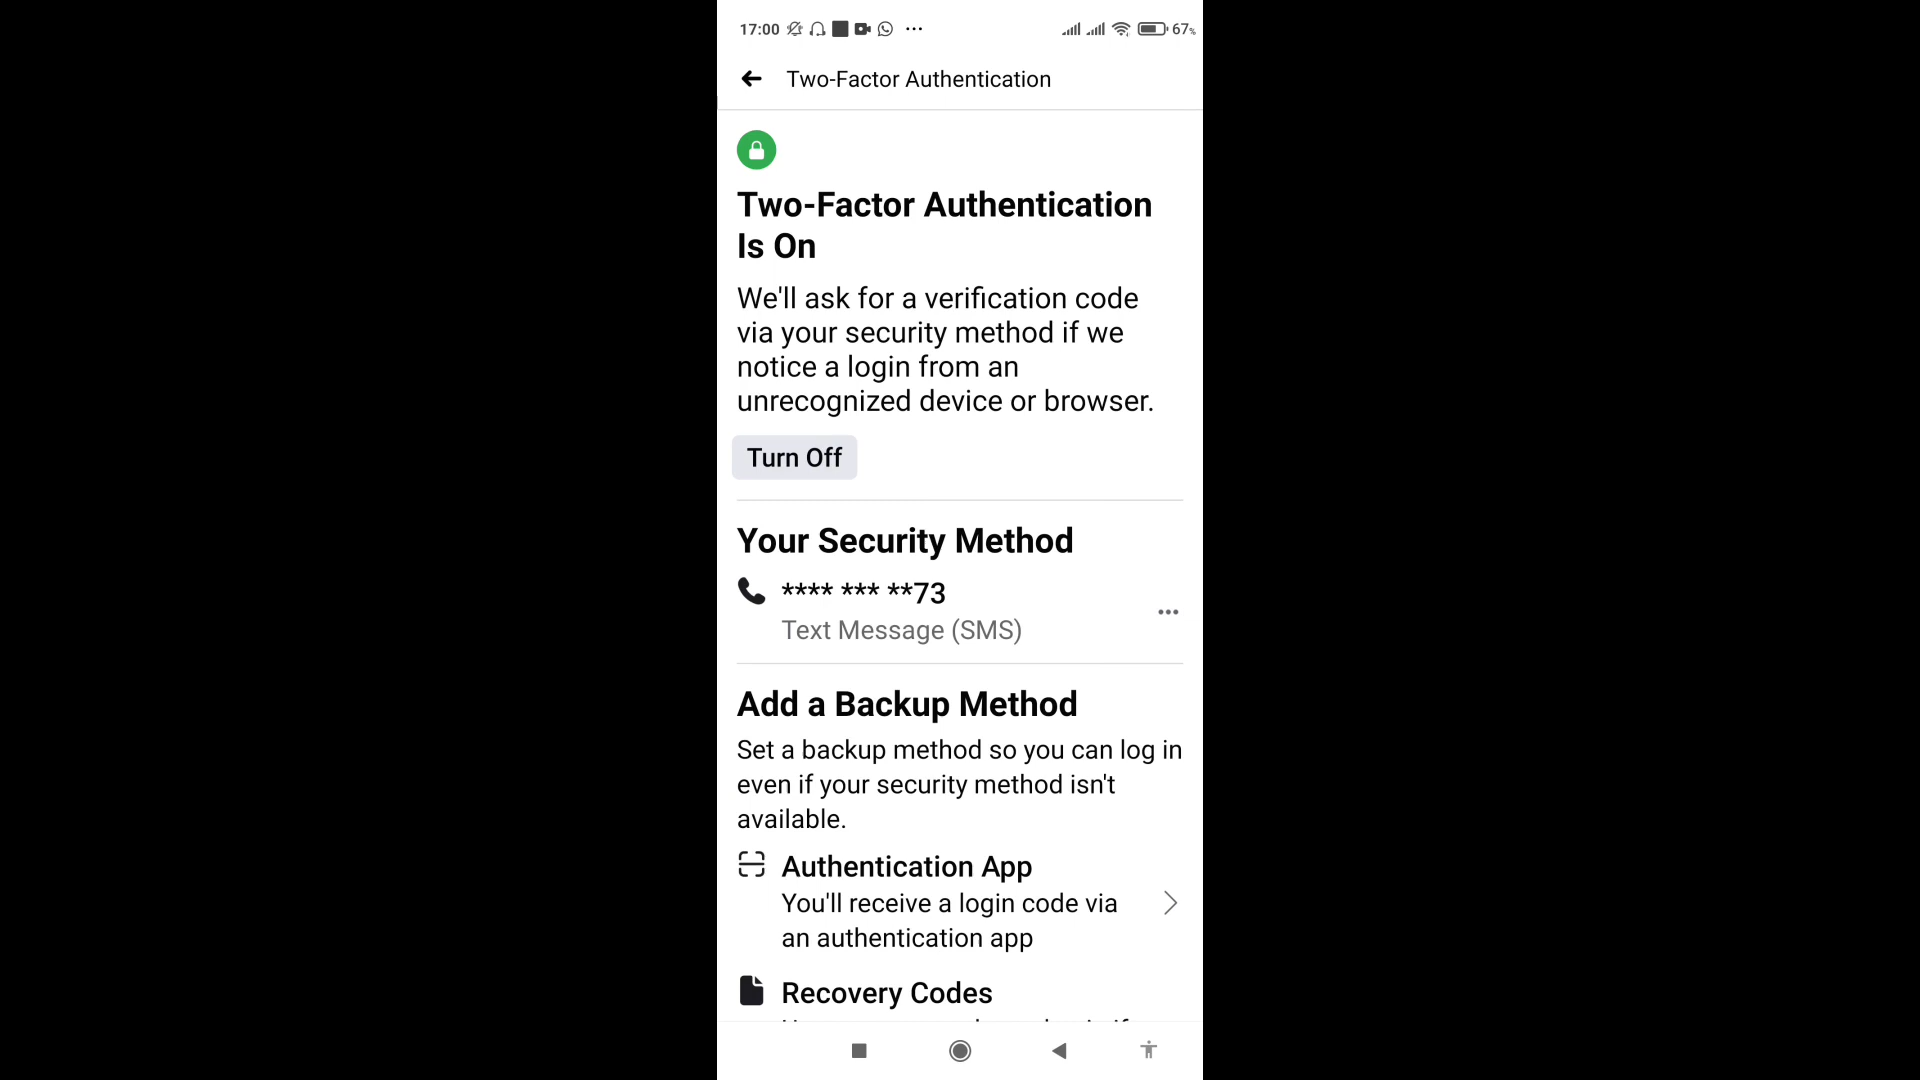 17:00
67%
Two-Factor Authentication
Two-Factor Authentication
Is On
We'll ask for a verification code
via your security method if we
notice a login from an
unrecognized device or browser.
Turn Off
Your Security Method
**** *** **73
Text Message (SMS)
Add a Backup Method
Set a backup method so you can log in
even if your security method isn't
available.
Authentication App
You'll receive a login code via
an authentication app
Recovery Codes